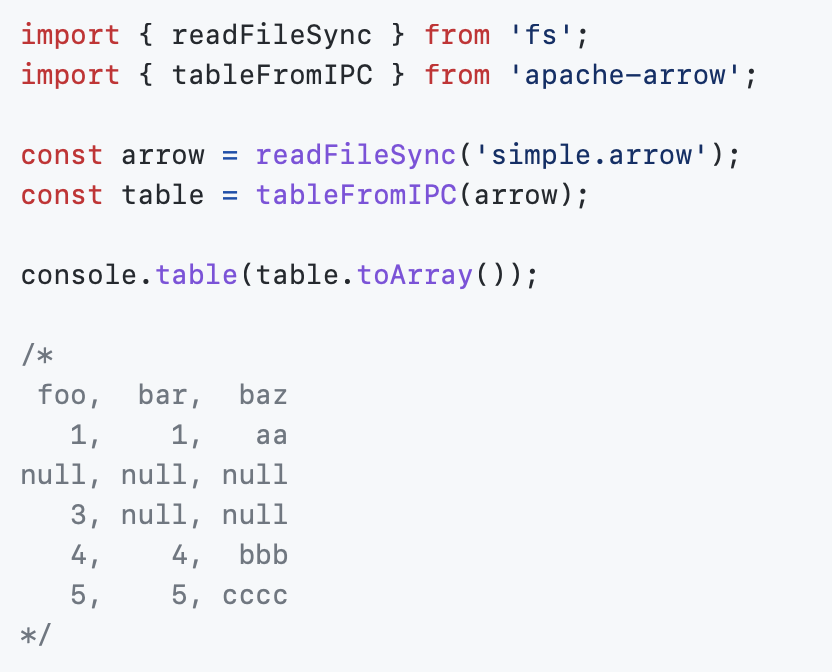 import { readFileSync } from 'fs';
import { tableFromIPC } from 'apache-arrow';

const arrow = readFileSync('simple.arrow');
const table = tableFromIPC(arrow);

console.table(table.toArray());

/*
 foo,  bar,  baz
   1,    1,   aa
null, null, null
   3, null, null
   4,    4,  bbb
   5,    5, cccc
*/